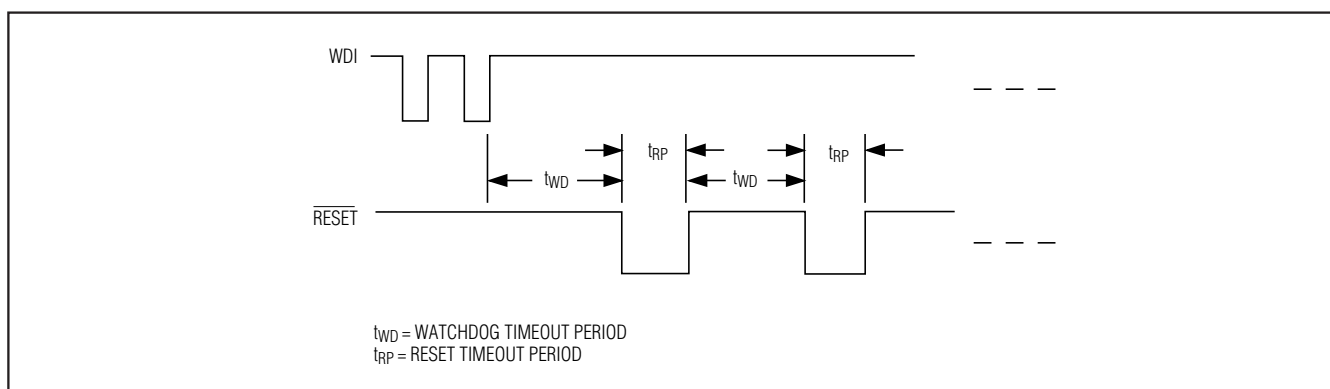 WDI
tRP
tRP
tWD
tWD
RESET
tWD = WATCHDOG TIMEOUT PERIOD
tRP = RESET TIMEOUT PERIOD